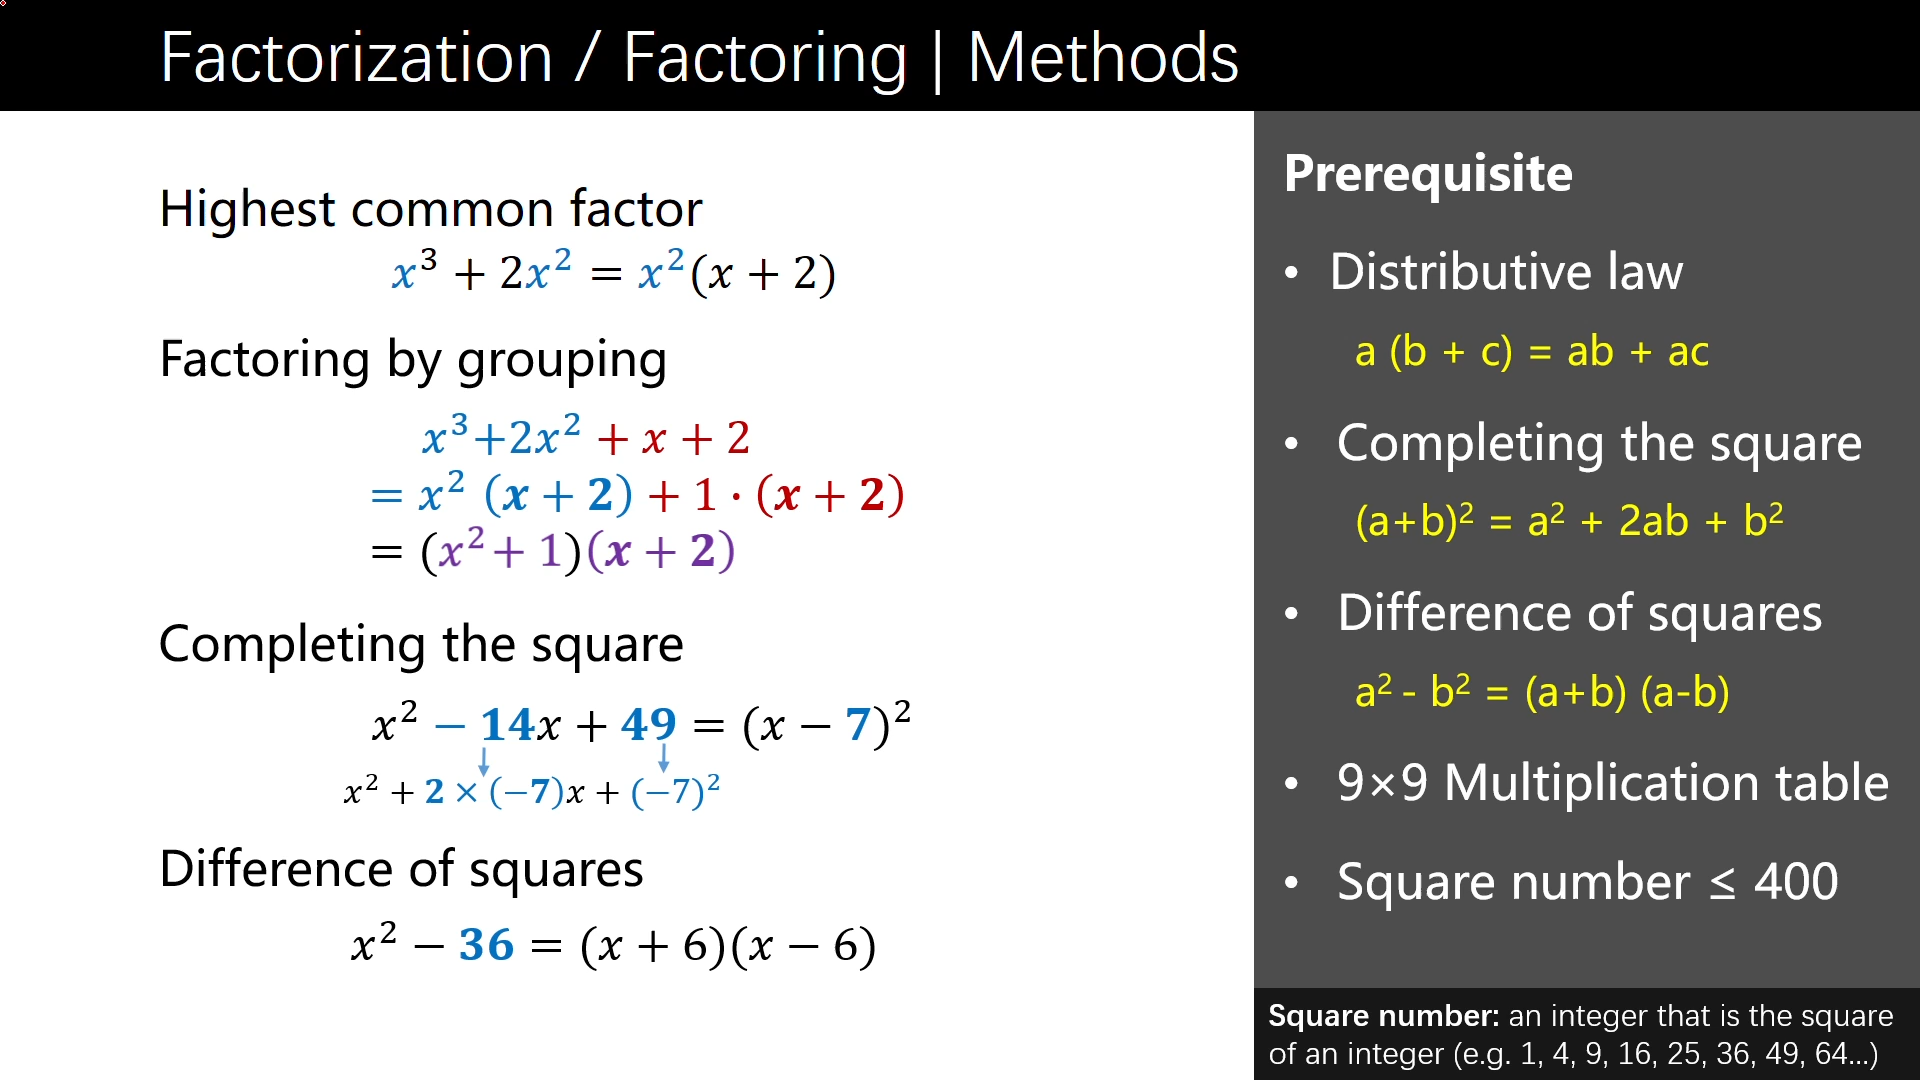 Factorization / Factoring | Methods
Highest common factor
x³ + 2x² = x²(x + 2)
Factoring by grouping
x³+2x² + x + 2
= x² (x + 2) + 1 · (x + 2)
= (x² + 1)(x + 2)
Completing the square
x² − 14x + 49 = (x − 7)²
x² + 2 × (−7)x + (−7)²
Difference of squares
x² − 36 = (x + 6)(x − 6)
Prerequisite
• Distributive law
a (b + c) = ab + ac
• Completing the square
(a+b)² = a² + 2ab + b²
• Difference of squares
a² - b² = (a+b) (a-b)
• 9×9 Multiplication table
• Square number ≤ 400
Square number: an integer that is the square
of an integer (e.g. 1, 4, 9, 16, 25, 36, 49, 64...)